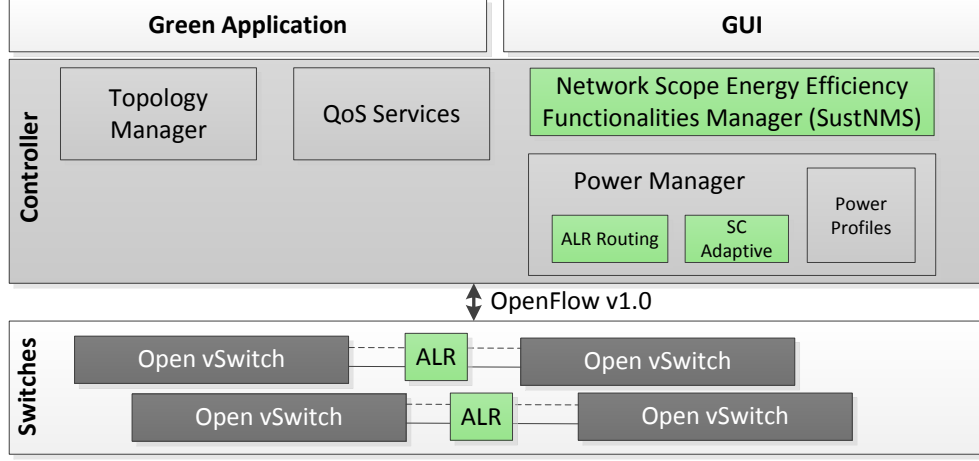 Green Application
GUI
Controller
Topology
Manager
QoS Services
Network Scope Energy Efficiency
Functionalities Manager (SustNMS)
Power Manager
ALR Routing
SC
Adaptive
Power
Profiles
OpenFlow v1.0
Switches
Open vSwitch
ALR
Open vSwitch
Open vSwitch
ALR
Open vSwitch